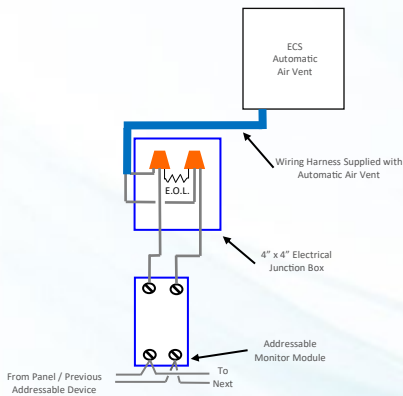 ECS
Automatic
Air Vent
Wiring Harness Supplied with
Automatic Air Vent
E.O.L.
4” x 4” Electrical
Junction Box
Addressable
Monitor Module
From Panel / Previous
Addressable Device
To
Next